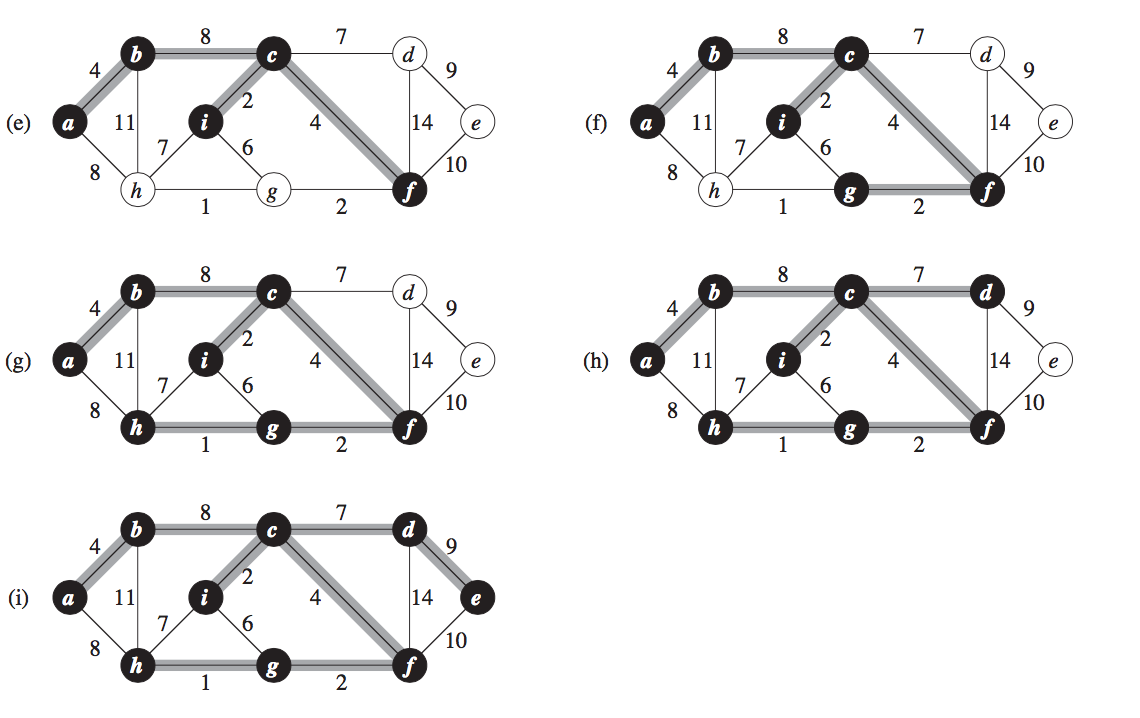 8 7 8 7
b c d b c d
4 9 4 9
2 2
(e) a 11 i 4 14 e (f) a 11 i 4 14 e
7 6 7 6
8 10 8 10
h g f h g f
1 2 1 2
8 7 8 7
b c d b c d
4 9 4 9
2 2
(g) a 11 i 4 14 e (h) a 11 i 4 14 e
7 6 7 6
8 10 8 10
h g f h g f
1 2 1 2
8 7
b c d
4 9
2
(i) a 11 i 4 14 e
7 6
8 10
h g f
1 2